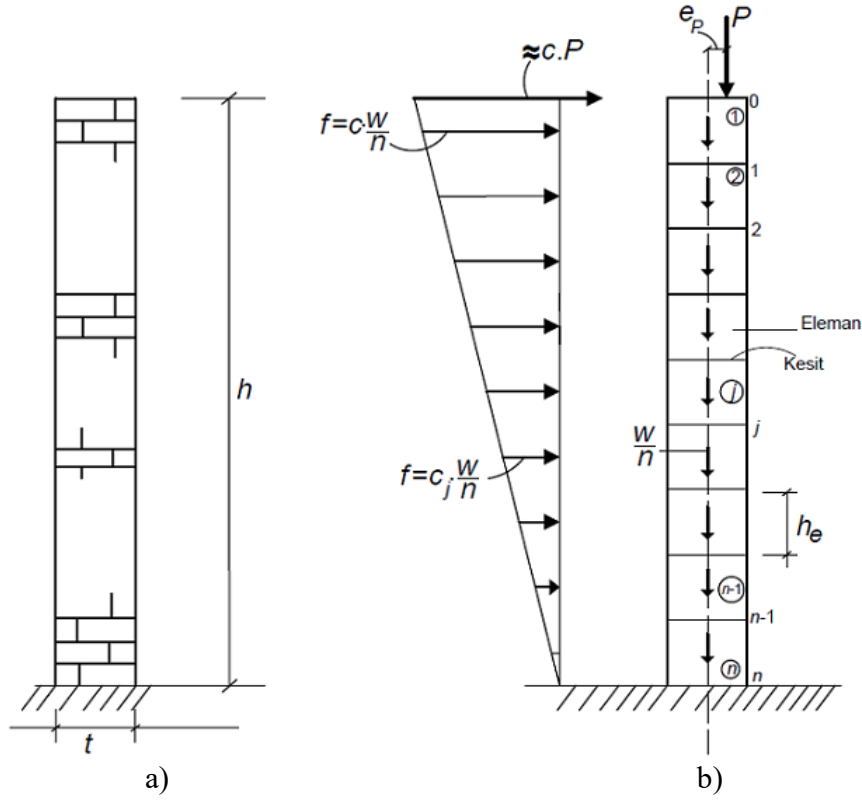 e_P P
≈c.P
0
f=c·W/n
①
1
②
2
Eleman
Kesit
h
ⓙ
j
W/n
f=c_j W/n
h_e
(n-1)
n-1
ⓝ
n
t
a)
b)